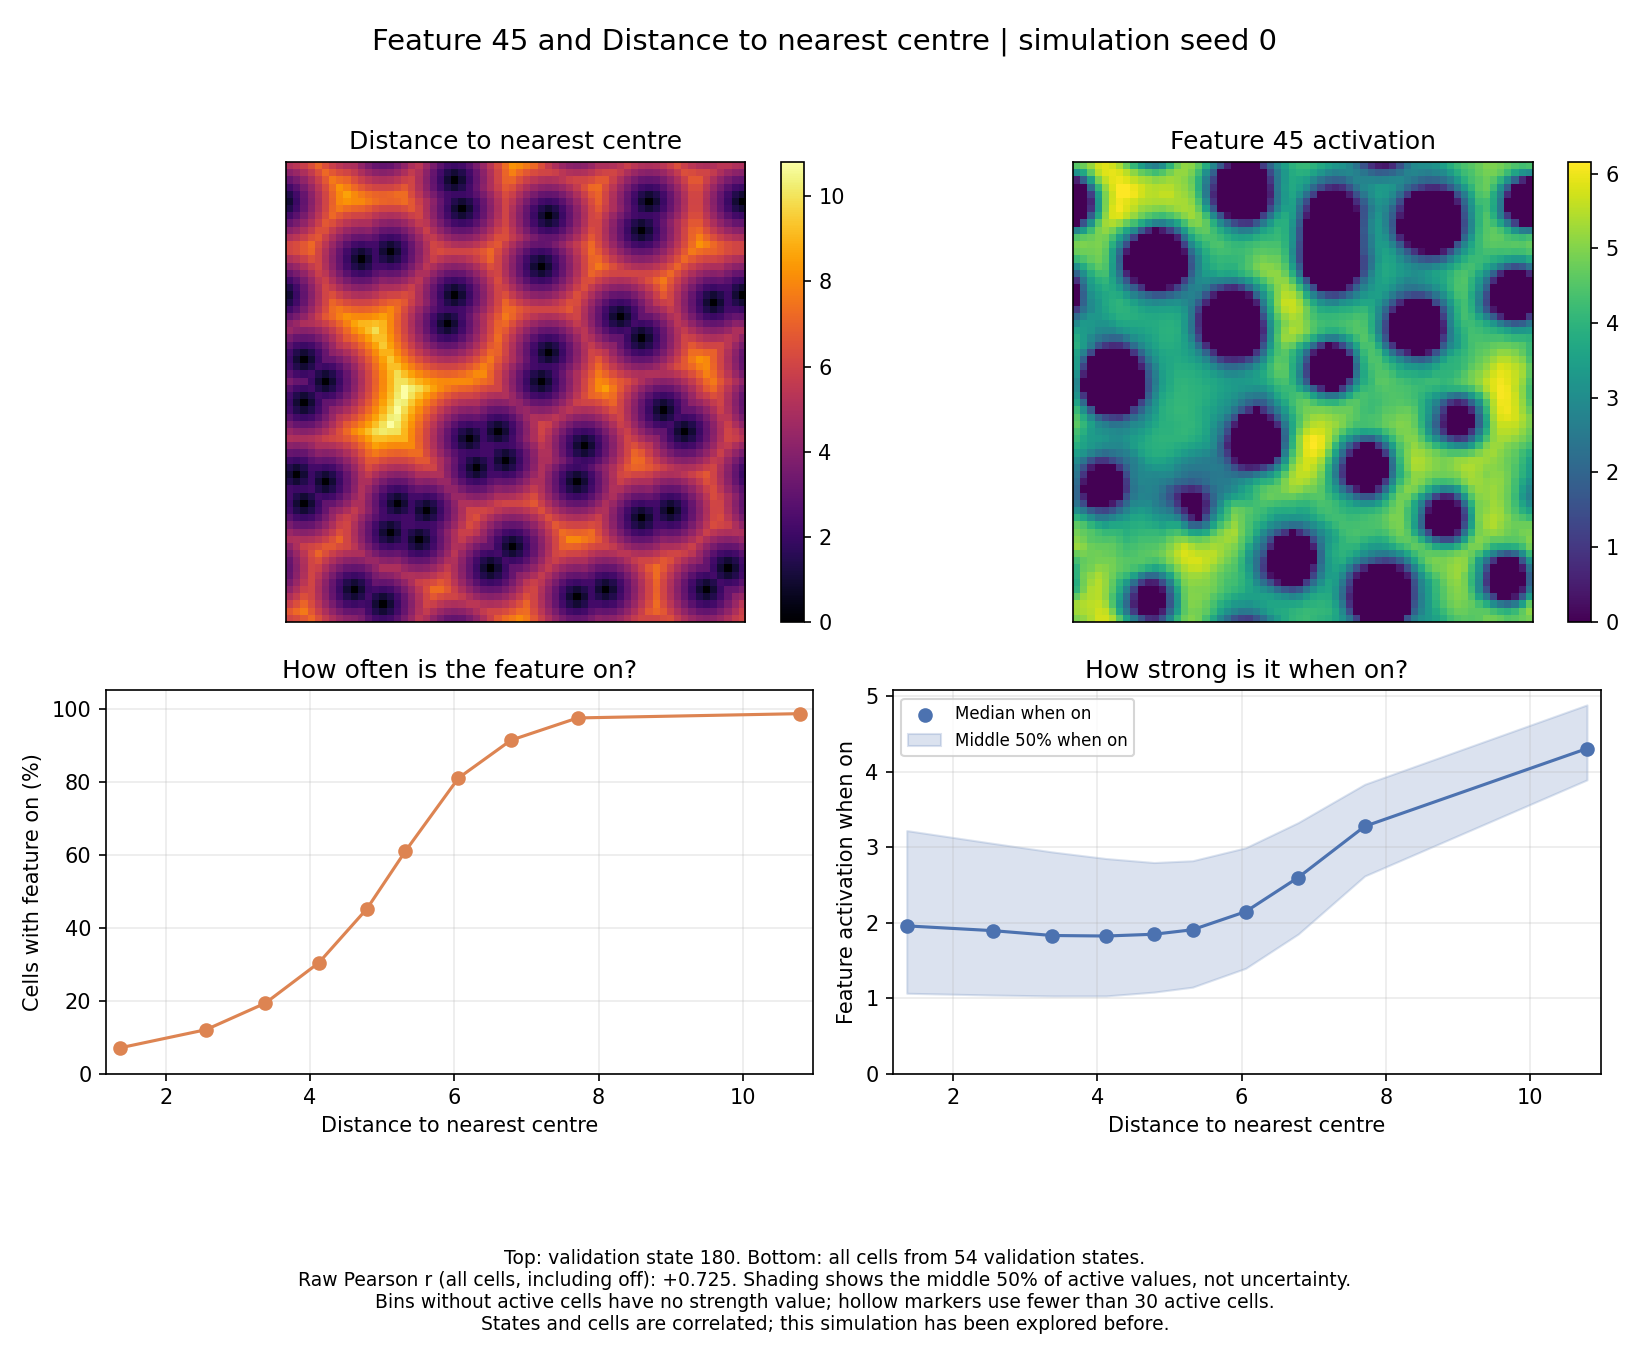 Feature 45 and Distance to nearest centre | simulation seed 0
Distance to nearest centre
Feature 45 activation
10
8
6
4
2
0
6
5
4
3
2
1
0
How often is the feature on?
How strong is it when on?
Cells with feature on (%)
100
80
60
40
20
0
2
4
6
8
10
Distance to nearest centre
Feature activation when on
5
4
3
2
1
0
Median when on
Middle 50% when on
2
4
6
8
10
Distance to nearest centre
Top: validation state 180. Bottom: all cells from 54 validation states.
Raw Pearson r (all cells, including off): +0.725. Shading shows the middle 50% of active values, not uncertainty.
Bins without active cells have no strength value; hollow markers use fewer than 30 active cells.
States and cells are correlated; this simulation has been explored before.